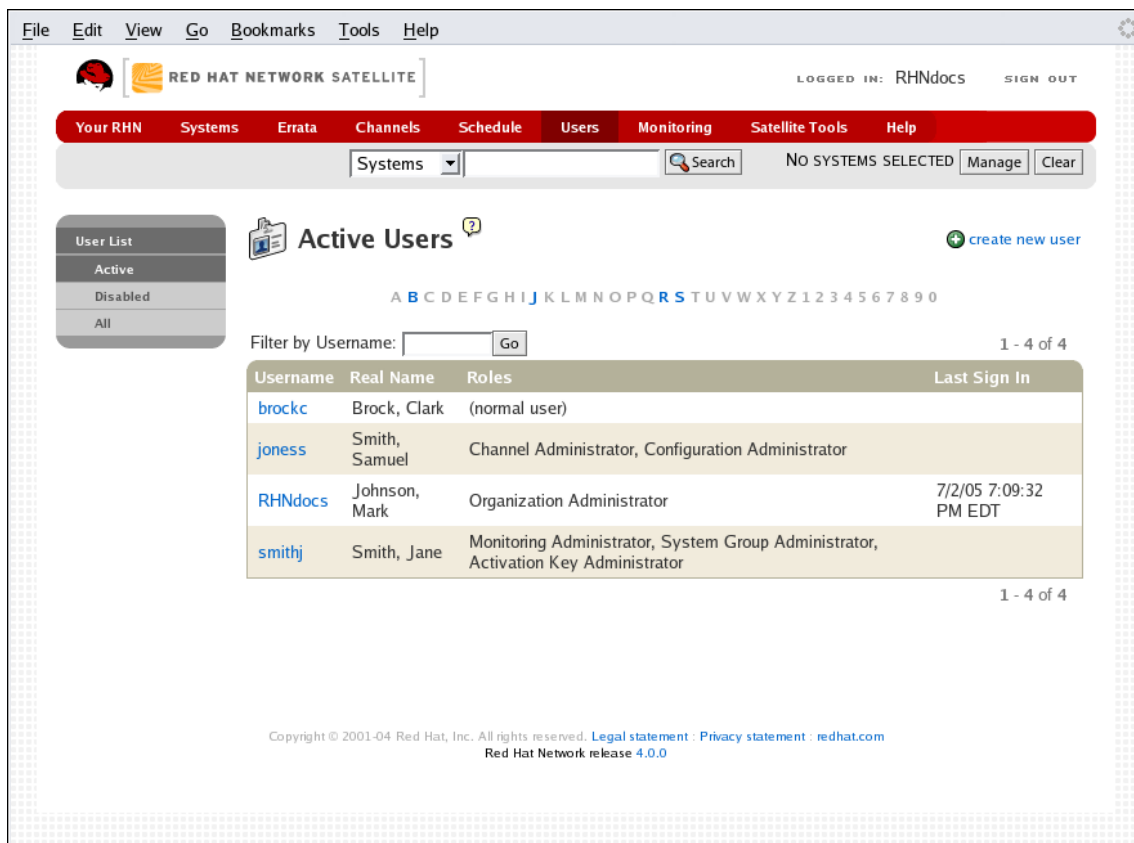 File Edit View Go Bookmarks Tools Help
RED HAT NETWORK SATELLITE
LOGGED IN: RHNdocs SIGN OUT
Your RHN Systems Errata Channels Schedule Users Monitoring Satellite Tools Help
Systems Search NO SYSTEMS SELECTED Manage Clear
User List
Active
Disabled
All
Active Users ?
create new user
A B C D E F G H I J K L M N O P Q R S T U V W X Y Z 1 2 3 4 5 6 7 8 9 0
Filter by Username: Go 1 - 4 of 4
Username Real Name Roles Last Sign In
brockc Brock, Clark (normal user)
joness Smith, Samuel Channel Administrator, Configuration Administrator
RHNdocs Johnson, Mark Organization Administrator 7/2/05 7:09:32 PM EDT
smithj Smith, Jane Monitoring Administrator, System Group Administrator, Activation Key Administrator
1 - 4 of 4
Copyright © 2001-04 Red Hat, Inc. All rights reserved. Legal statement : Privacy statement : redhat.com
Red Hat Network release 4.0.0